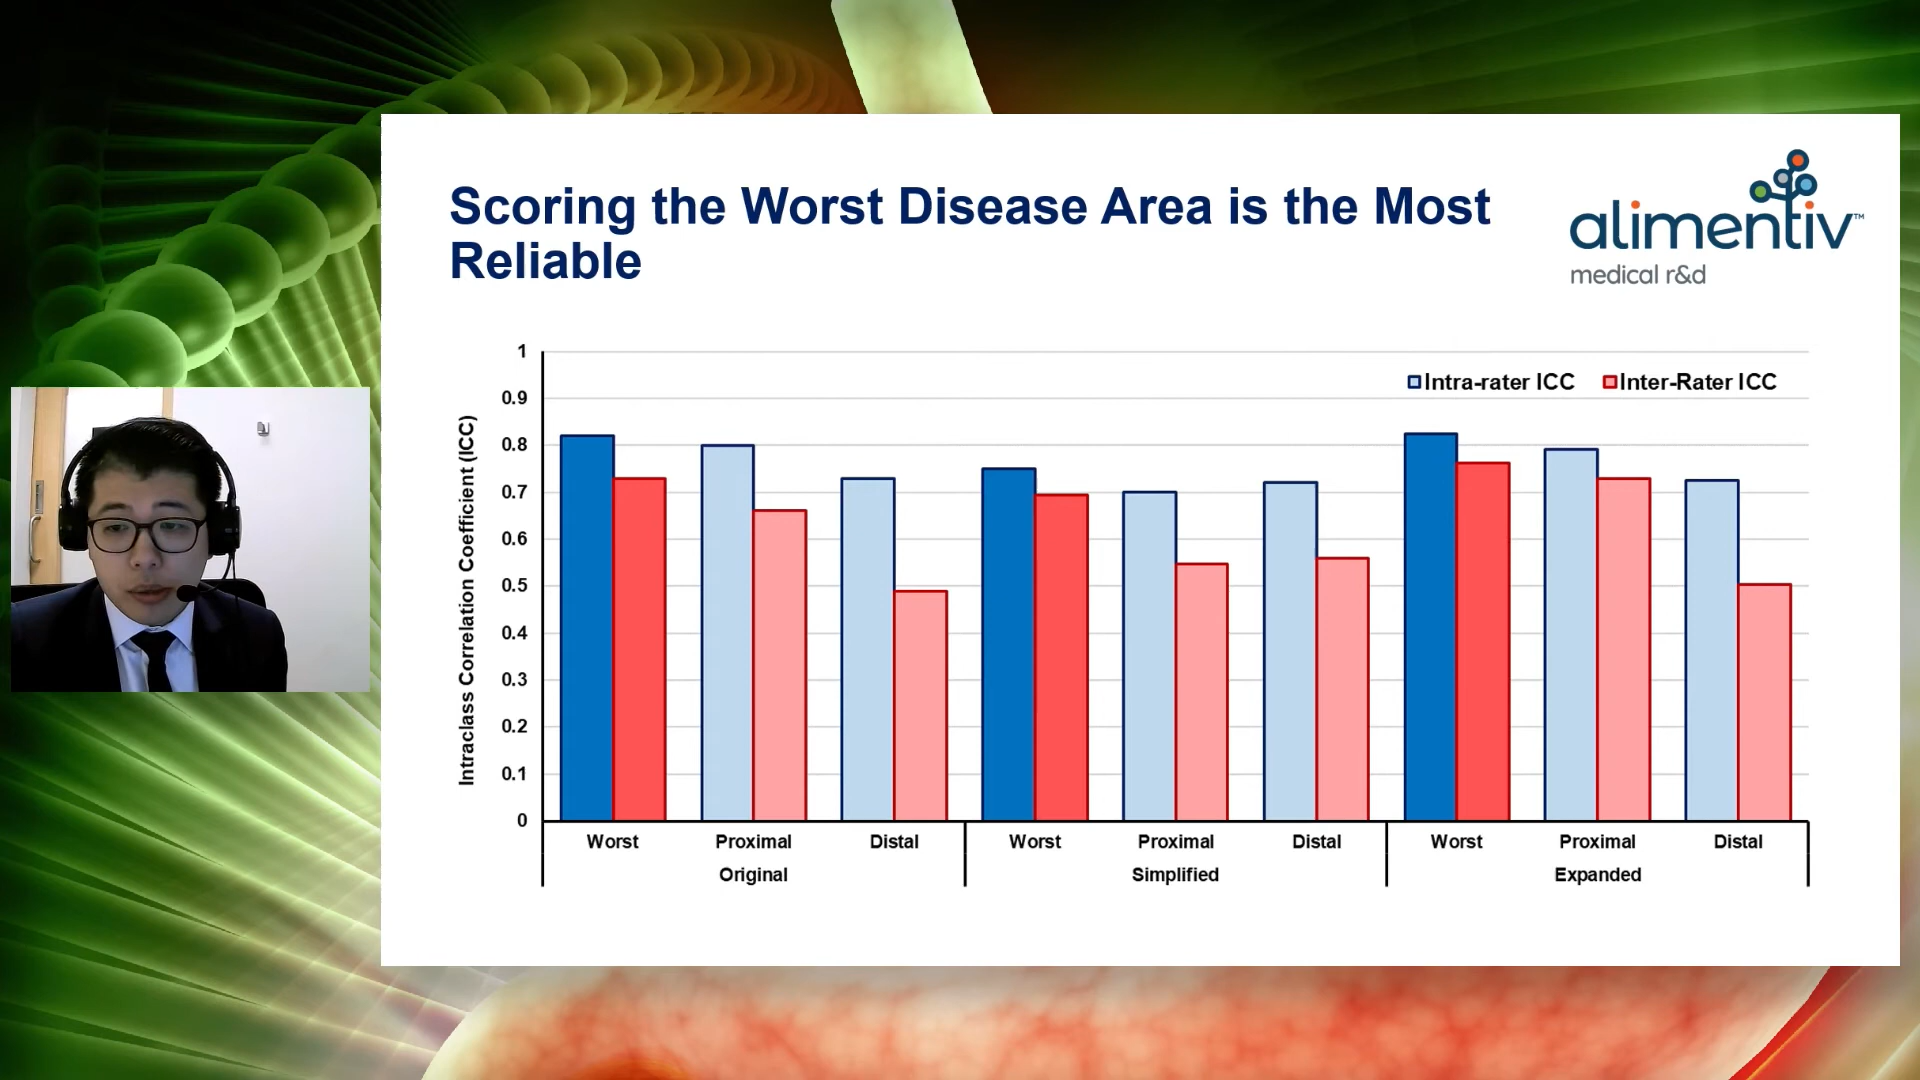 Scoring the Worst Disease Area is the Most
Reliable
alimentiv™
medical r&d
Intra-rater ICC
Inter-Rater ICC
Intraclass Correlation Coefficient (ICC)
1
0.9
0.8
0.7
0.6
0.5
0.4
0.3
0.2
0.1
0
Worst Proximal Distal Worst Proximal Distal Worst Proximal Distal
Original Simplified Expanded